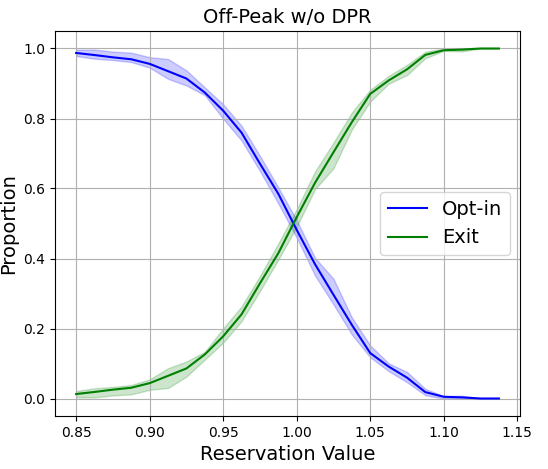 Off-Peak w/o DPR
1.0
0.8
0.6
0.4
0.2
0.0
Proportion
Opt-in
Exit
0.85 0.90 0.95 1.00 1.05 1.10 1.15
Reservation Value